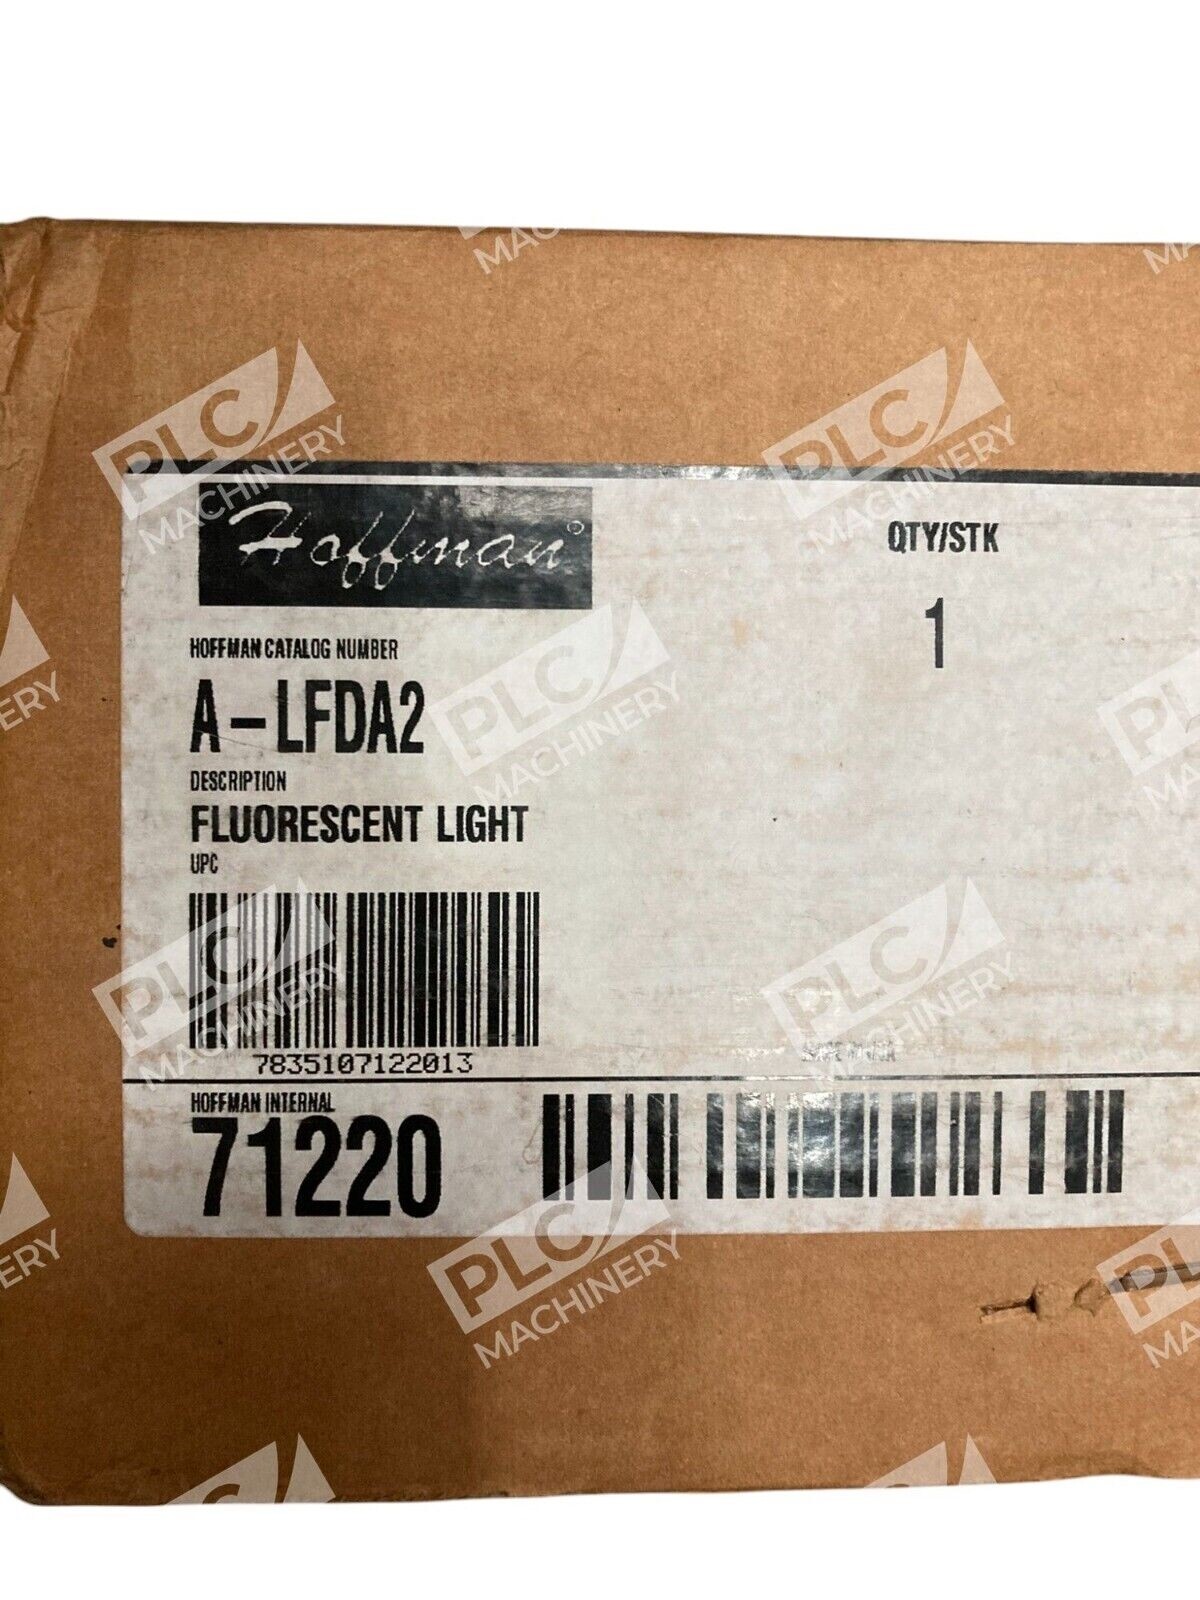 Hoffman
QTY/STK
1
HOFFMAN CATALOG NUMBER
A-LFDA2
DESCRIPTION
FLUORESCENT LIGHT
UPC
7835107122013
HOFFMAN INTERNAL
71220
PLC MACHINERY